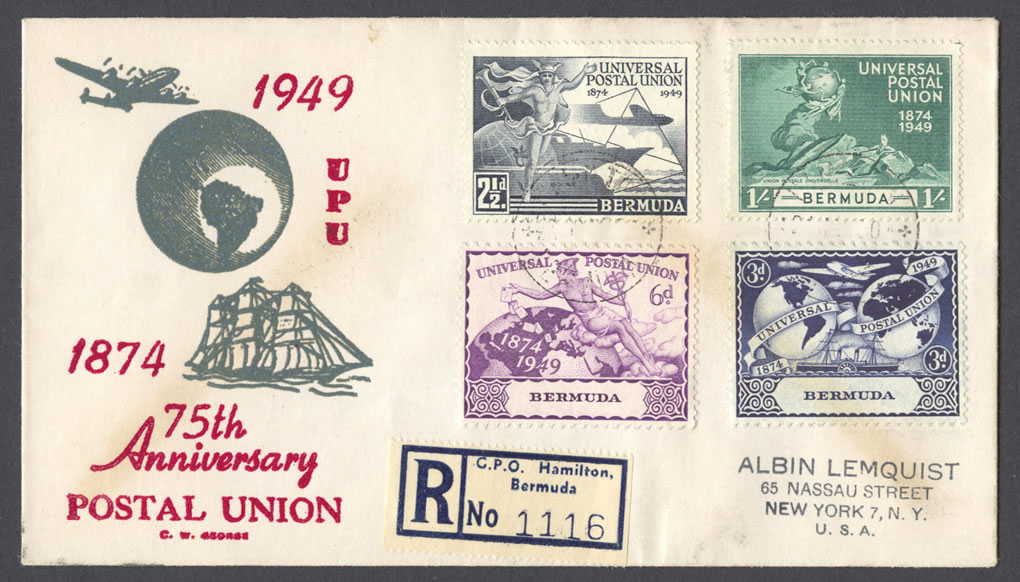 1949
UPU
1874
75th
Anniversary
POSTAL UNION
C. W. GEORGE
UNIVERSAL
POSTAL UNION
1874 1949
2½d
BERMUDA
UNIVERSAL
POSTAL
UNION
1874
1949
UNION POSTALE UNIVERSELLE
1/- BERMUDA 1/-
UNIVERSAL POSTAL UNION
6d
1874
1949
BERMUDA
3d
1949
UNIVERSAL POSTAL UNION
1874
3d
BERMUDA
R
G.P.O. Hamilton,
Bermuda
No 1116
ALBIN LEMQUIST
65 NASSAU STREET
NEW YORK 7, N. Y.
U. S. A.